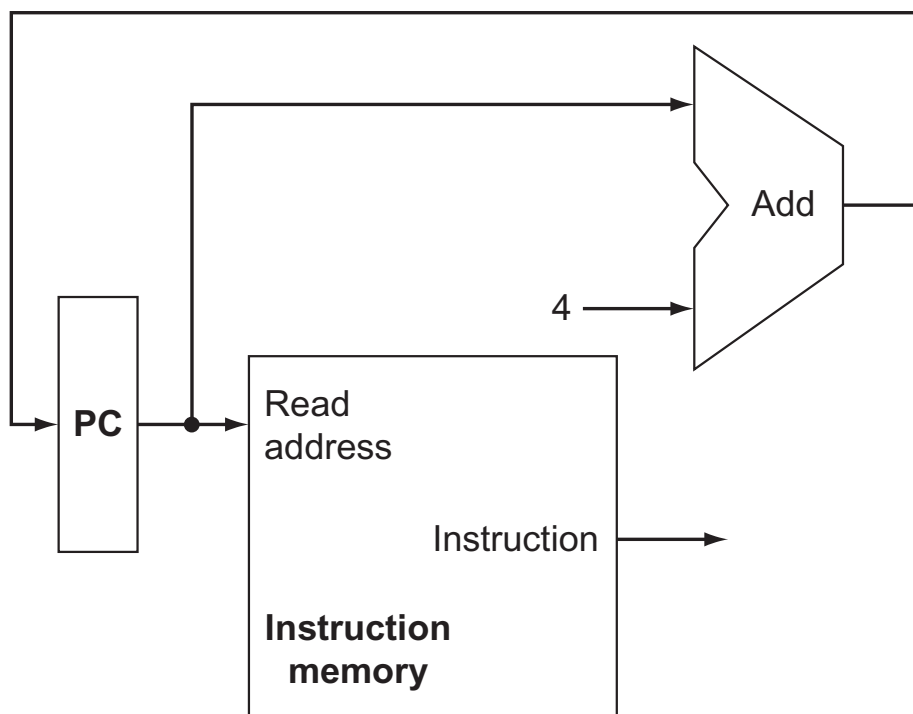 Add
4
PC
Read
address
Instruction
Instruction
memory